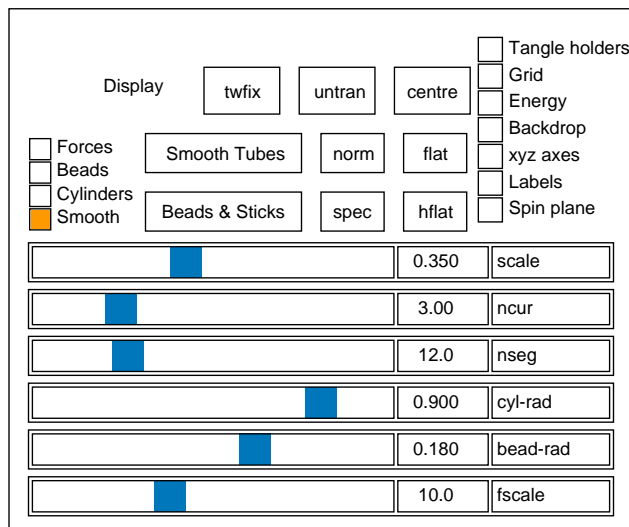 Display
twfix
untran
centre
Tangle holders
Grid
Energy
Backdrop
xyz axes
Labels
Spin plane
Forces
Beads
Cylinders
Smooth
Smooth Tubes
norm
flat
Beads & Sticks
spec
hflat
0.350 scale
3.00 ncur
12.0 nseg
0.900 cyl-rad
0.180 bead-rad
10.0 fscale